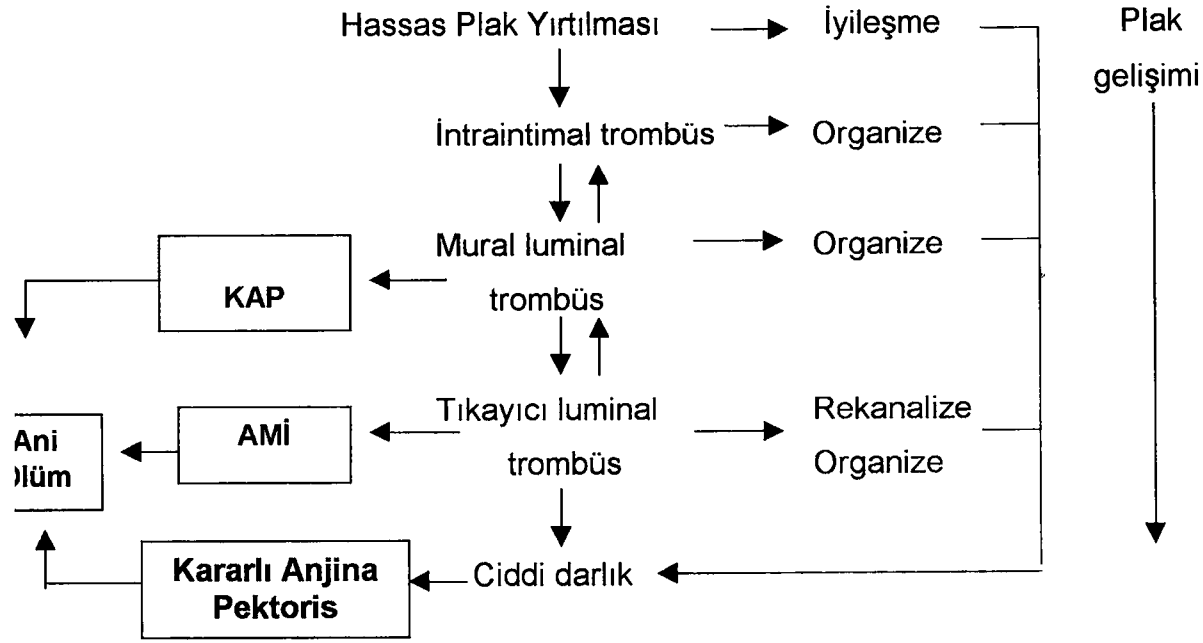 Hassas Plak Yırtılması
İyileşme
Plak
gelişimi
İntraintimal trombüs
Organize
Mural luminal
trombüs
Organize
KAP
Tıkayıcı luminal
trombüs
Rekanalize
Organize
AMİ
Ani
Ciddi darlık
Kararlı Anjina
Pektoris